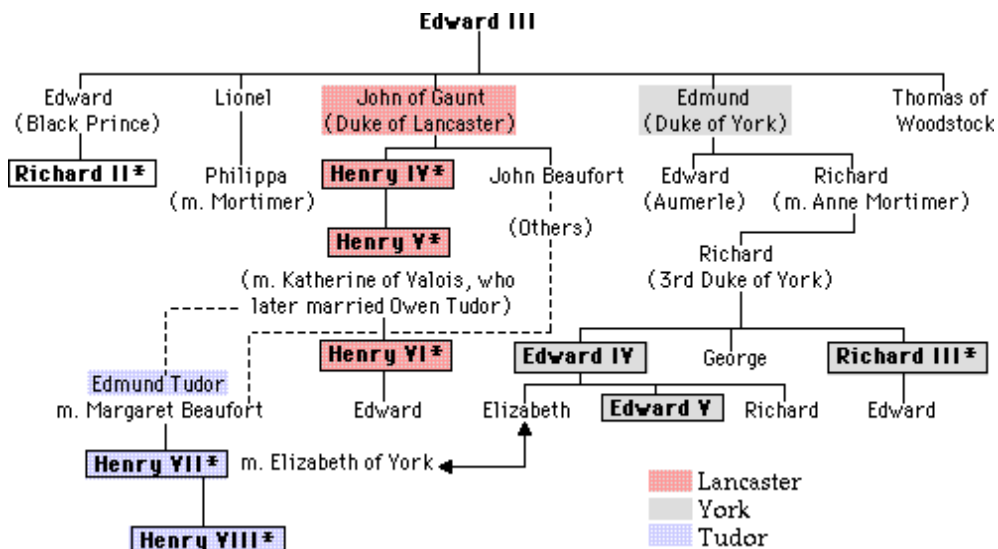 Edward III
Edward
(Black Prince)
Lionel
John of Gaunt
(Duke of Lancaster)
Edmund
(Duke of York)
Thomas of
Woodstock
Richard II*
Philippa
(m. Mortimer)
Henry IV*
John Beaufort
Edward
(Aumerle)
Richard
(m. Anne Mortimer)
Henry V*
(Others)
Richard
(3rd Duke of York)
(m. Katherine of Valois, who
later married Owen Tudor)
Henry VI*
Edward IV
George
Richard III*
Edmund Tudor
m. Margaret Beaufort
Edward
Elizabeth
Edward V
Richard
Edward
Henry VII*
m. Elizabeth of York
Henry VIII*
Lancaster
York
Tudor